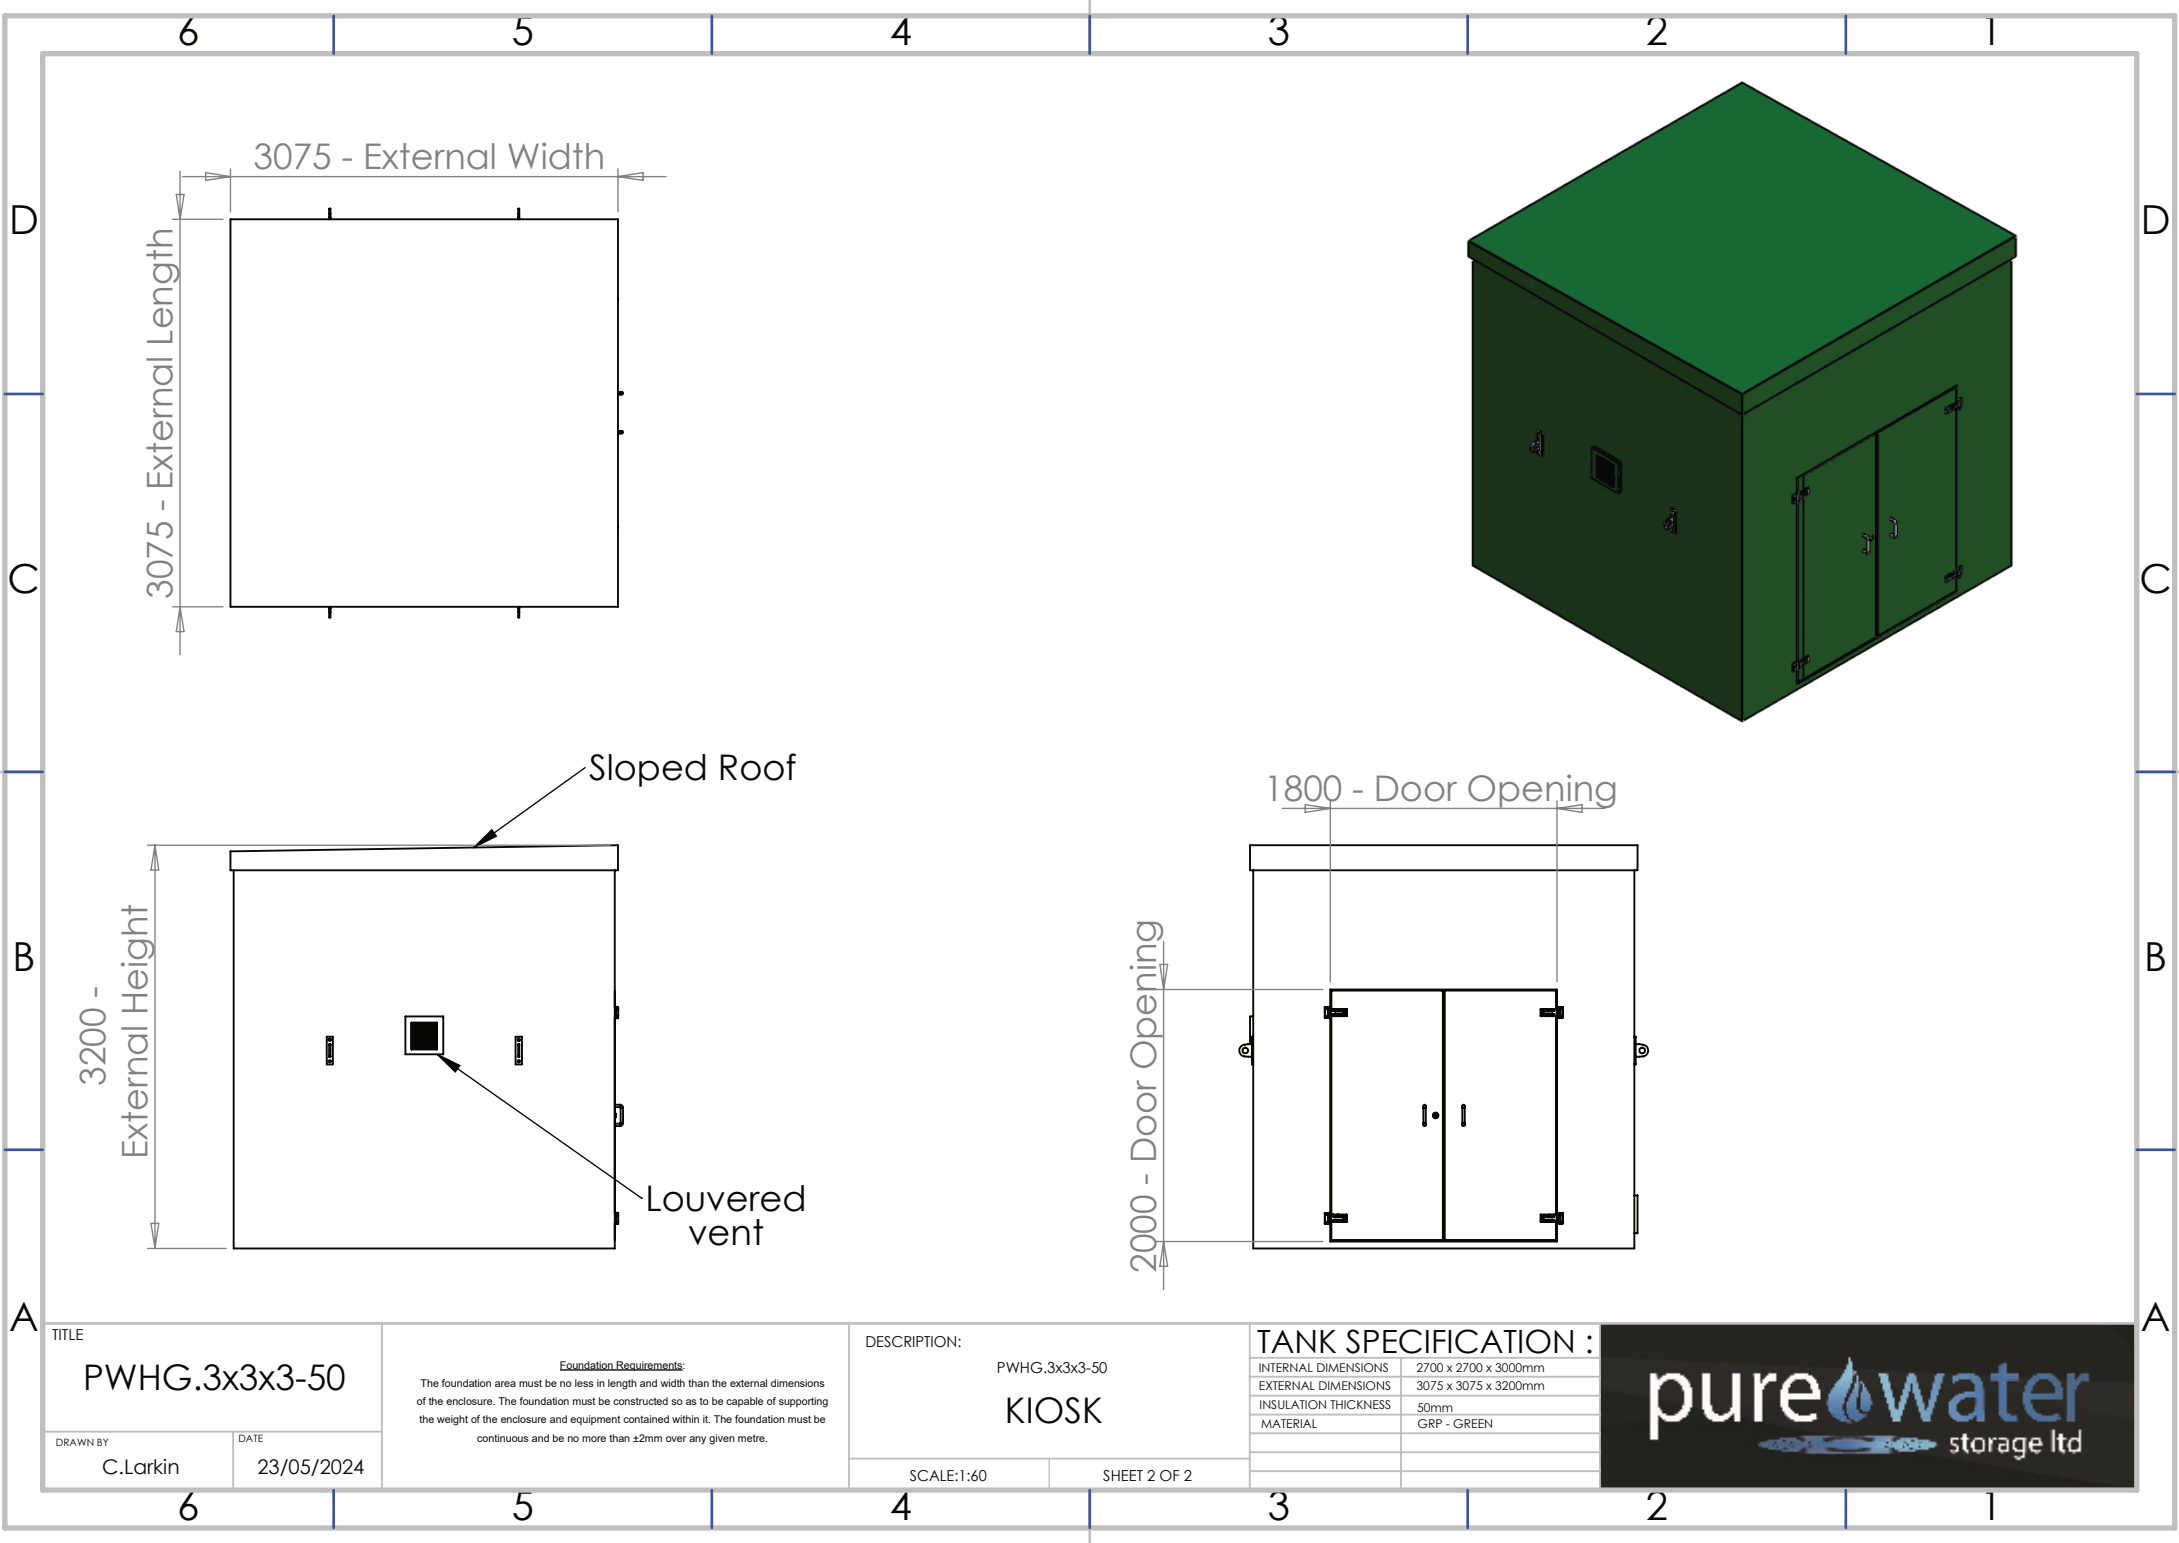 6 5 4 3 2 1
D D
C C
B B
A A
3075 - External Width
3075 - External Length
Sloped Roof
3200 -
External Height
Louvered
vent
1800 - Door Opening
2000 - Door Opening
TITLE
PWHG.3x3x3-50
DRAWN BY
C.Larkin
DATE
23/05/2024
Foundation Requirements:
The foundation area must be no less in length and width than the external dimensions
of the enclosure. The foundation must be constructed so as to be capable of supporting
the weight of the enclosure and equipment contained within it. The foundation must be
continuous and be no more than ±2mm over any given metre.
DESCRIPTION:
PWHG.3x3x3-50
KIOSK
SCALE:1:60
SHEET 2 OF 2
TANK SPECIFICATION :
INTERNAL DIMENSIONS 2700 x 2700 x 3000mm
EXTERNAL DIMENSIONS 3075 x 3075 x 3200mm
INSULATION THICKNESS 50mm
MATERIAL GRP - GREEN
pure water
storage ltd
6 5 4 3 2 1